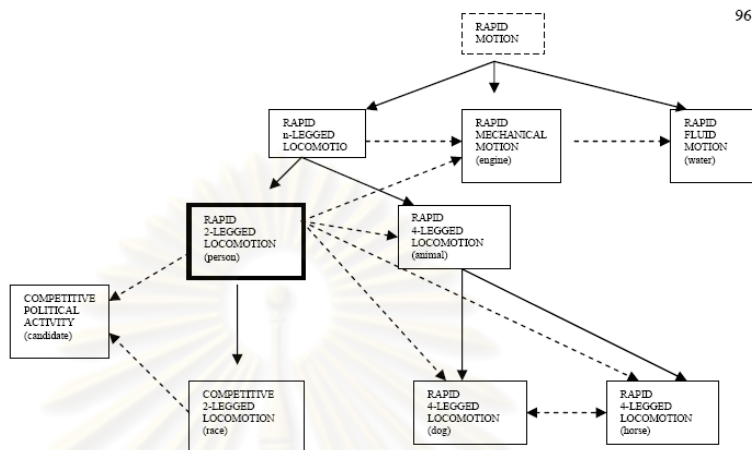 96
RAPID
MOTION
RAPID
n-LEGGED
LOCOMOTIO
RAPID
MECHANICAL
MOTION
(engine)
RAPID
FLUID
MOTION
(water)
RAPID
2-LEGGED
LOCOMOTION
(person)
RAPID
4-LEGGED
LOCOMOTION
(animal)
COMPETITIVE
POLITICAL
ACTIVITY
(candidate)
COMPETITIVE
2-LEGGED
LOCOMOTION
(race)
RAPID
4-LEGGED
LOCOMOTION
(dog)
RAPID
4-LEGGED
LOCOMOTION
(horse)